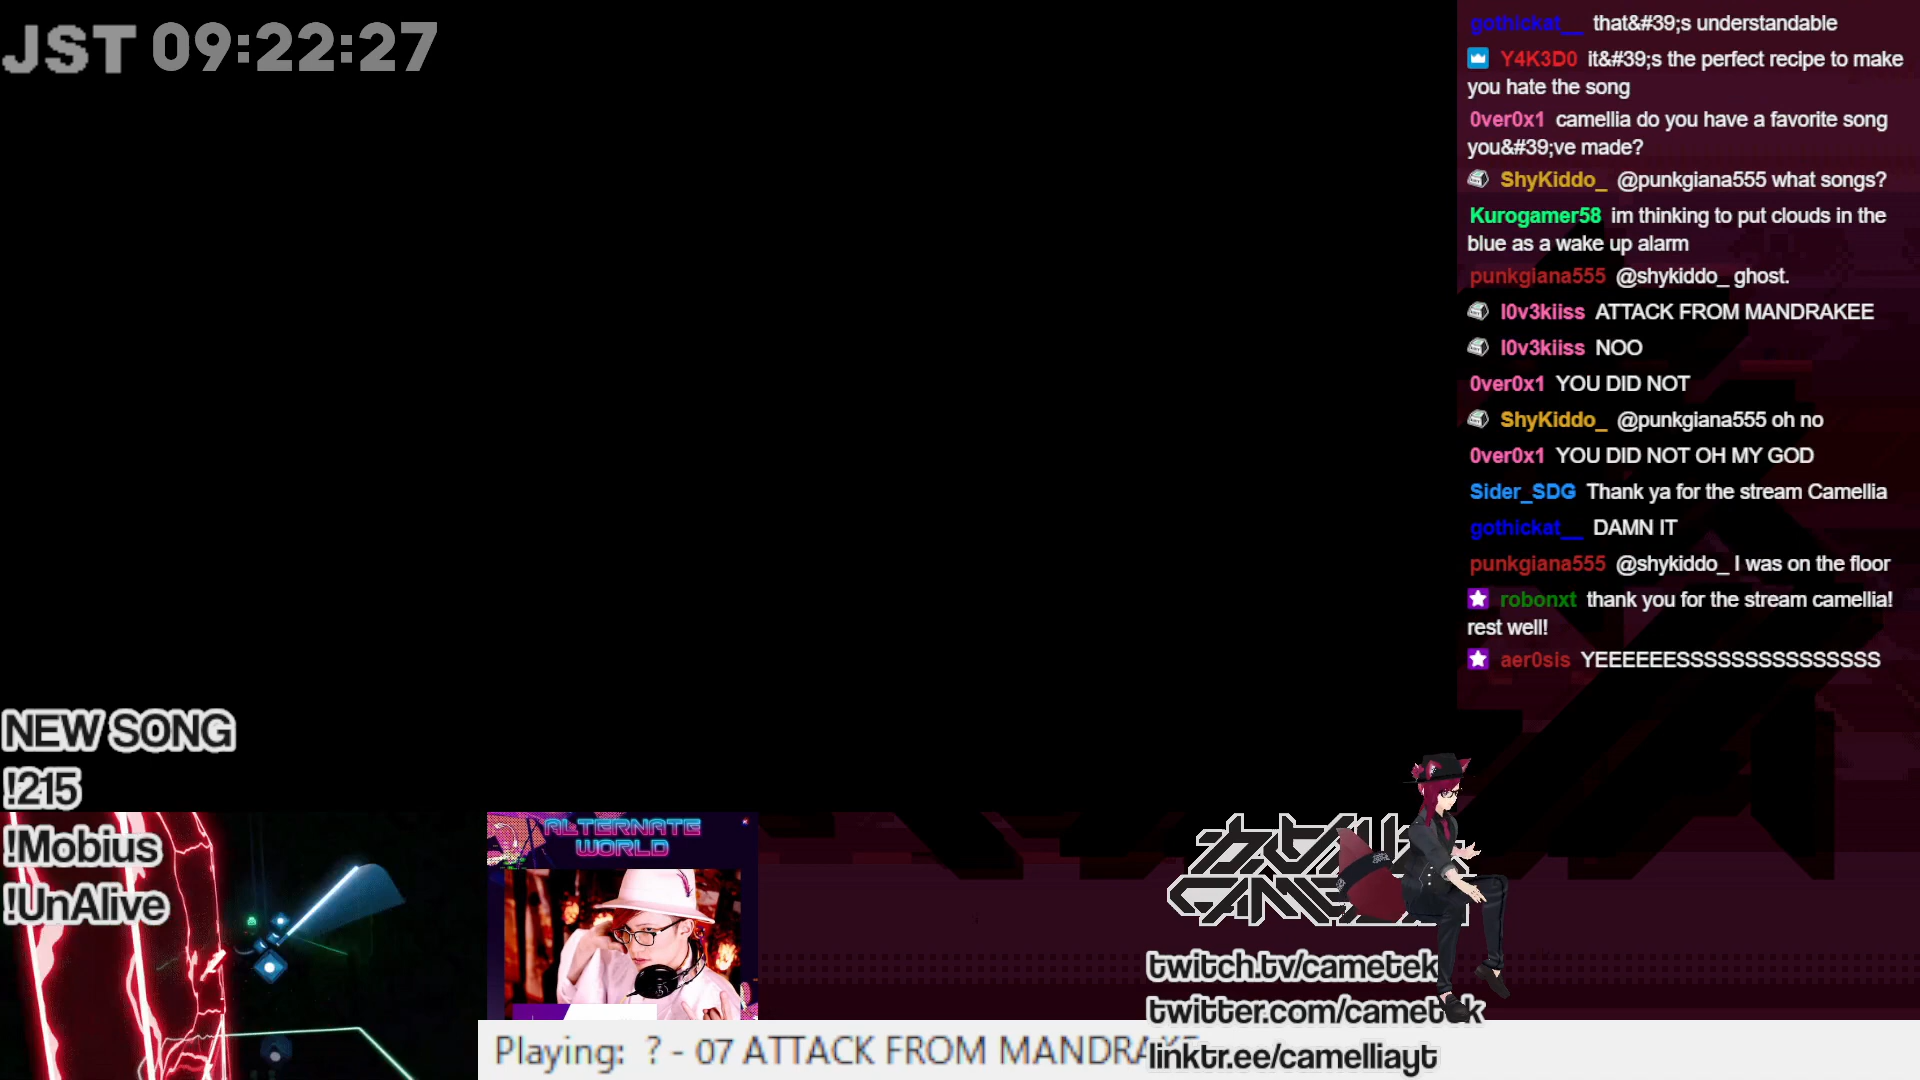 JST 09:22:27
gothickat__ that&#39;s understandable
Y4K3D0 it&#39;s the perfect recipe to make
you hate the song
0ver0x1 camellia do you have a favorite song
you&#39;ve made?
ShyKiddo_ @punkgiana555 what songs?
Kurogamer58 im thinking to put clouds in the
blue as a wake up alarm
punkgiana555 @shykiddo_ ghost.
l0v3kiiss ATTACK FROM MANDRAKEE
l0v3kiiss NOO
0ver0x1 YOU DID NOT
ShyKiddo_ @punkgiana555 oh no
0ver0x1 YOU DID NOT OH MY GOD
Sider_SDG Thank ya for the stream Camellia
gothickat__ DAMN IT
punkgiana555 @shykiddo_ I was on the floor
robonxt thank you for the stream camellia!
rest well!
aer0sis YEEEEEESSSSSSSSSSSSSSS
NEW SONG
!215
!Mobius
!UnAlive
ALTERNATE
WORLD
twitch.tv/cametek
twitter.com/cametek
linktr.ee/camelliayt
Playing: ? - 07 ATTACK FROM MANDRAKE